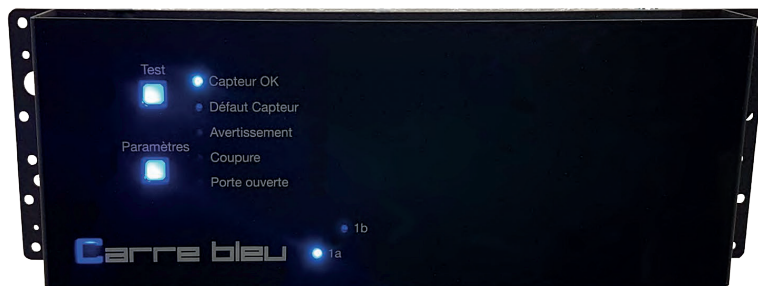 Test
Capteur OK
Défaut Capteur
Avertissement
Paramètres
Coupure
Porte ouverte
1b
Carre bleu
1a